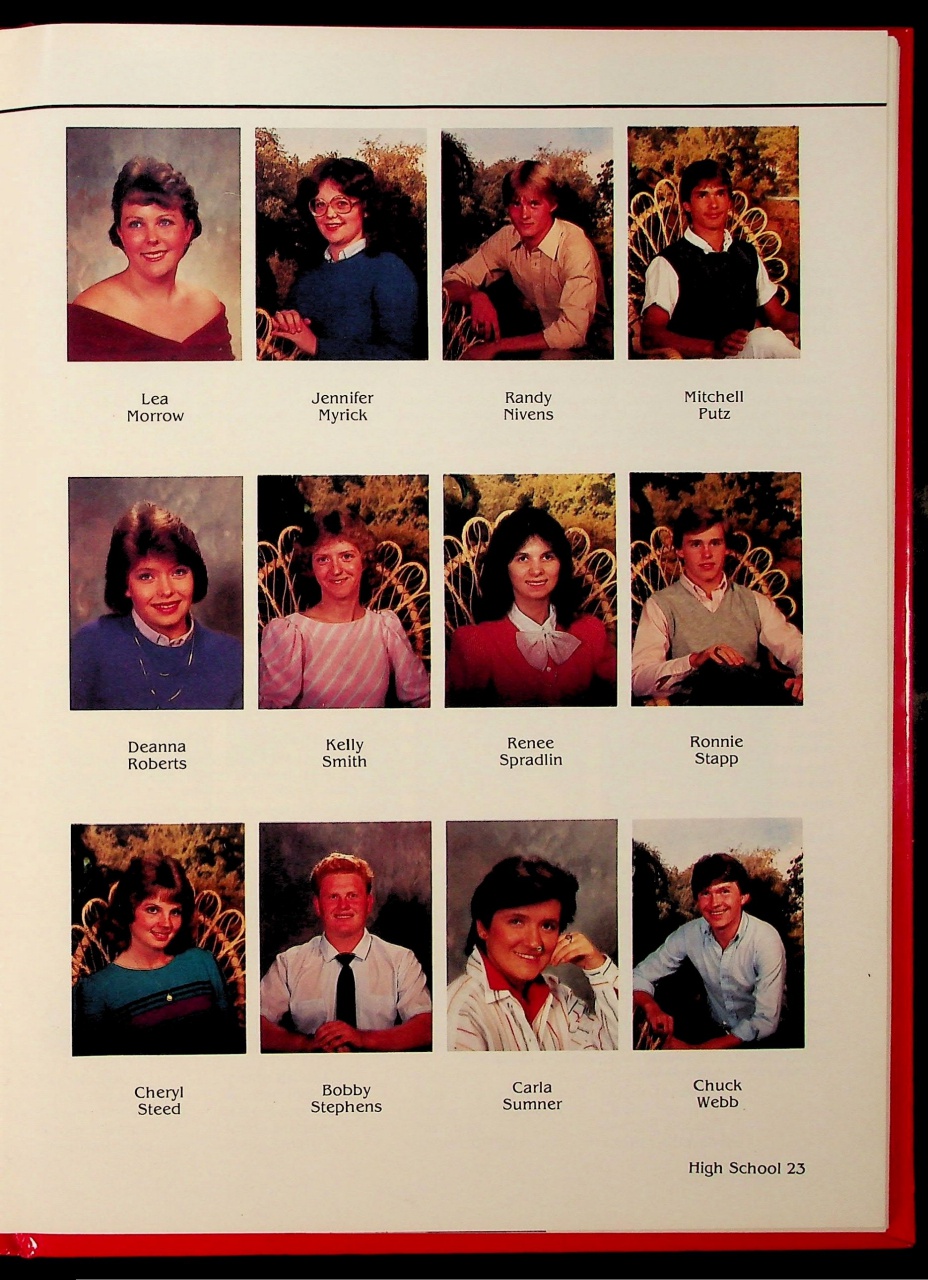 Lea
Morrow
Jennifer
Myrick
Randy
Nivens
Mitchell
Putz
Deanna
Roberts
Kelly
Smith
Renee
Spradlin
Ronnie
Stapp
Cheryl
Steed
Bobby
Stephens
Carla
Sumner
Chuck
Webb
High School 23